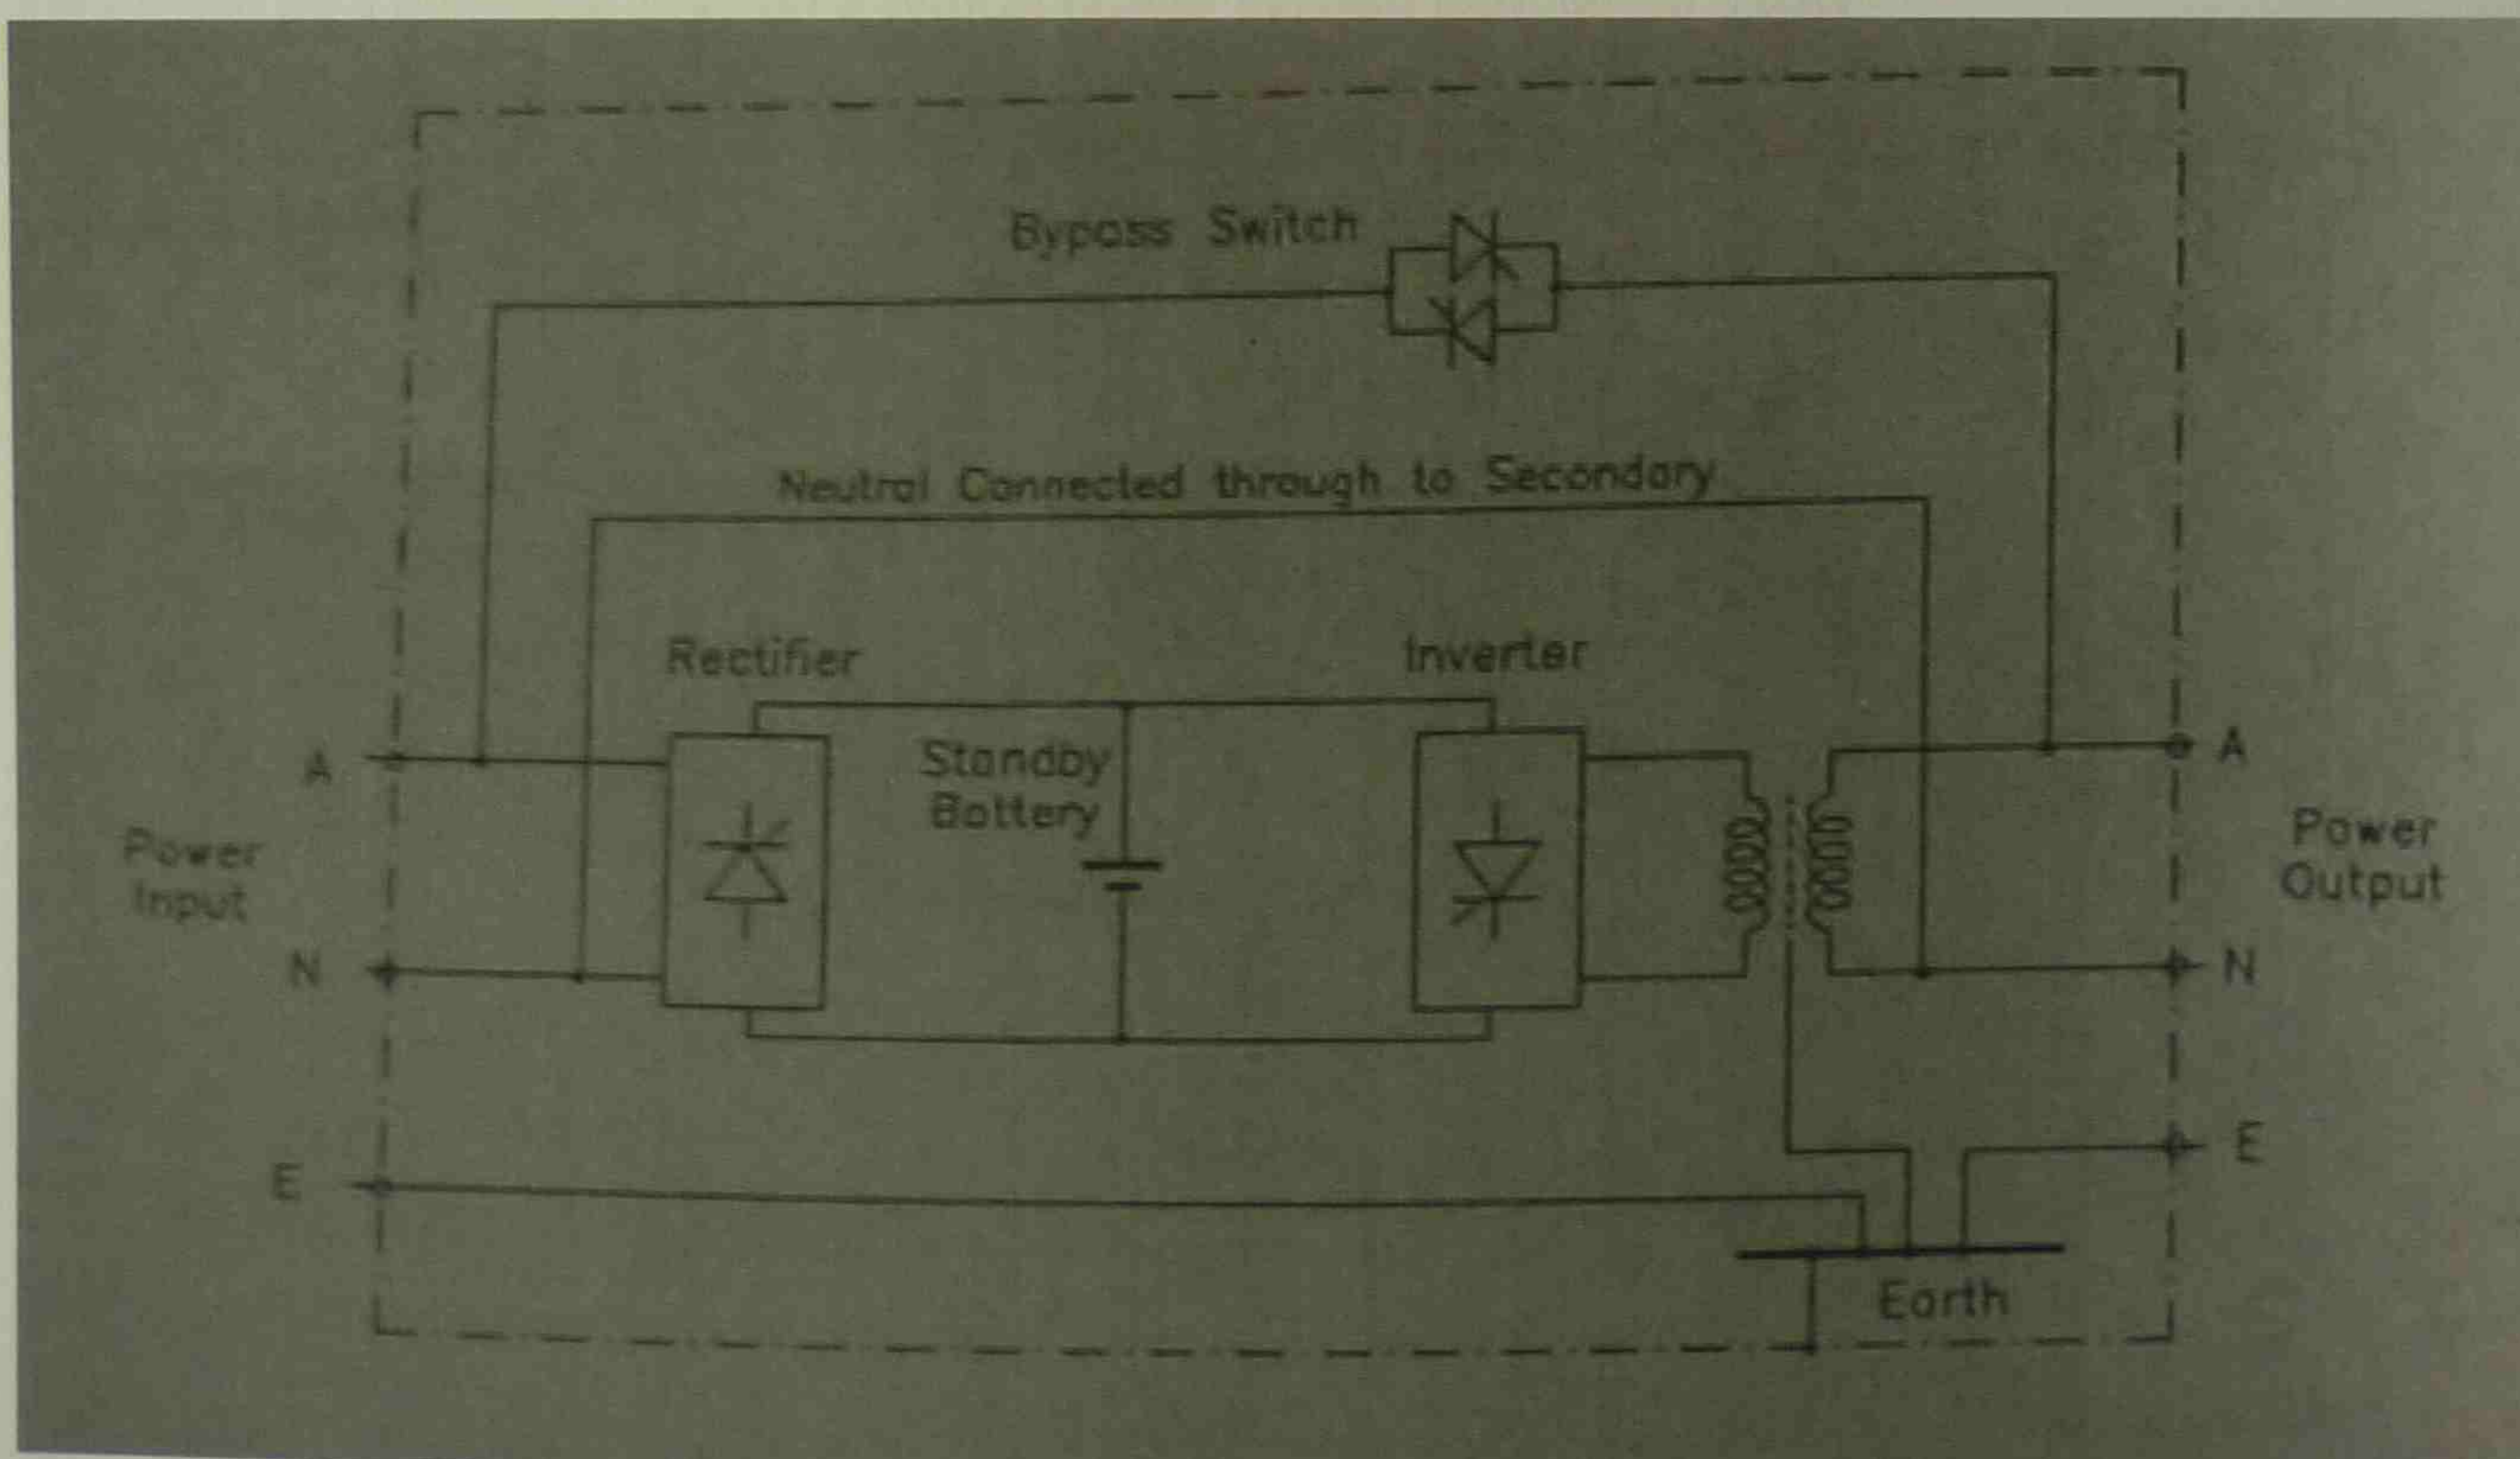 Bypass Switch
Neutral Connected through to Secondary
Rectifier
Inverter
Standby
Battery
A
A
Power
Input
Power
Output
N
N
E
E
Earth